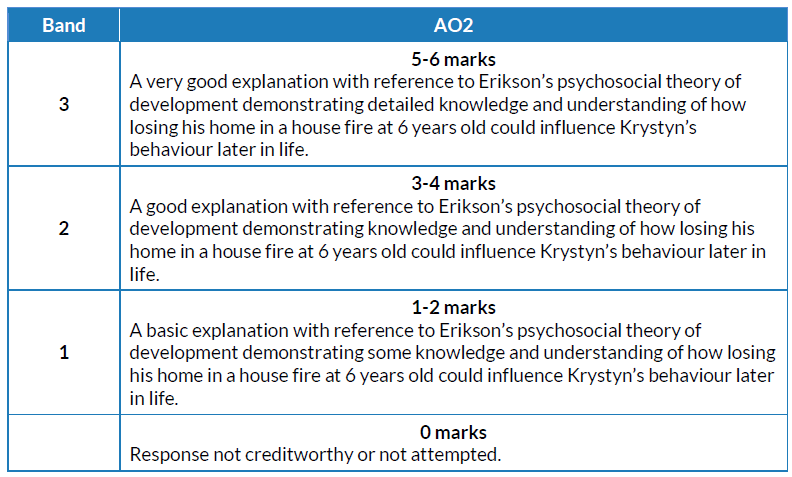 Band AO2
5-6 marks
A very good explanation with reference to Erikson’s psychosocial theory of
development demonstrating detailed knowledge and understanding of how
3
losing his home in a house fire at 6 years old could influence Krystyn’s
behaviour later in life.
3-4 marks
A good explanation with reference to Erikson’s psychosocial theory of
2
development demonstrating knowledge and understanding of how losing his
home in a house fire at 6 years old could influence Krystyn’s behaviour later in
life.
1-2 marks
A basic explanation with reference to Erikson’s psychosocial theory of
1
development demonstrating some knowledge and understanding of how losing
his home in a house fire at 6 years old could influence Krystyn’s behaviour later
in life.
0 marks
Response not creditworthy or not attempted.